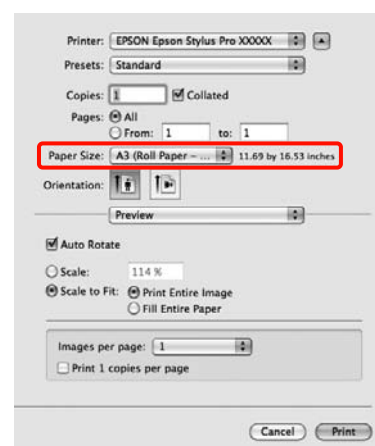 Printer: EPSON Epson Stylus Pro XXXXX
Presets: Standard
Copies: 1 Collated
Pages: All
From: 1 to: 1
Paper Size: A3 (Roll Paper – ... 11.69 by 16.53 inches
Orientation:
Preview
Auto Rotate
Scale: 114 %
Scale to Fit: Print Entire Image
Fill Entire Paper
Images per page: 1
Print 1 copies per page
Cancel Print